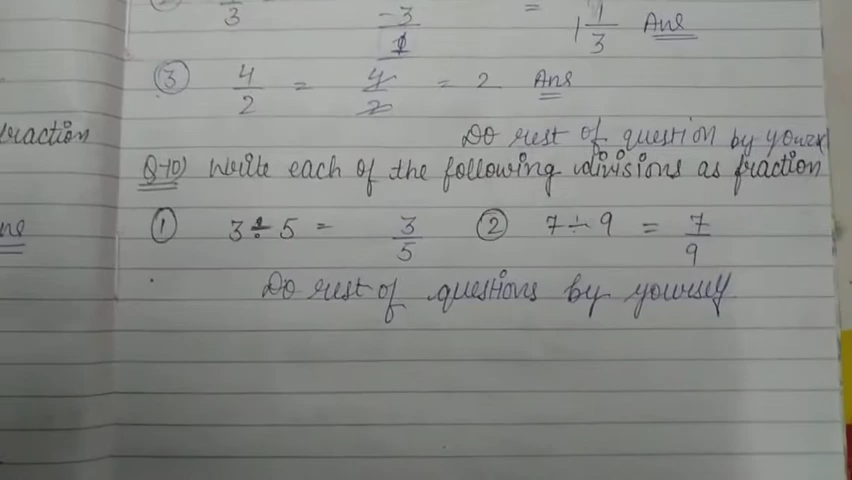 3 -3 = 1 1/3 Ans
1
③ 4/2 = 4/2 = 2 Ans
fraction
Do rest of question by
Q-10) Write each of the following divisions as fraction
① 3 ÷ 5 = 3/5 ② 7 ÷ 9 = 7/9
Do rest of questions by yourself